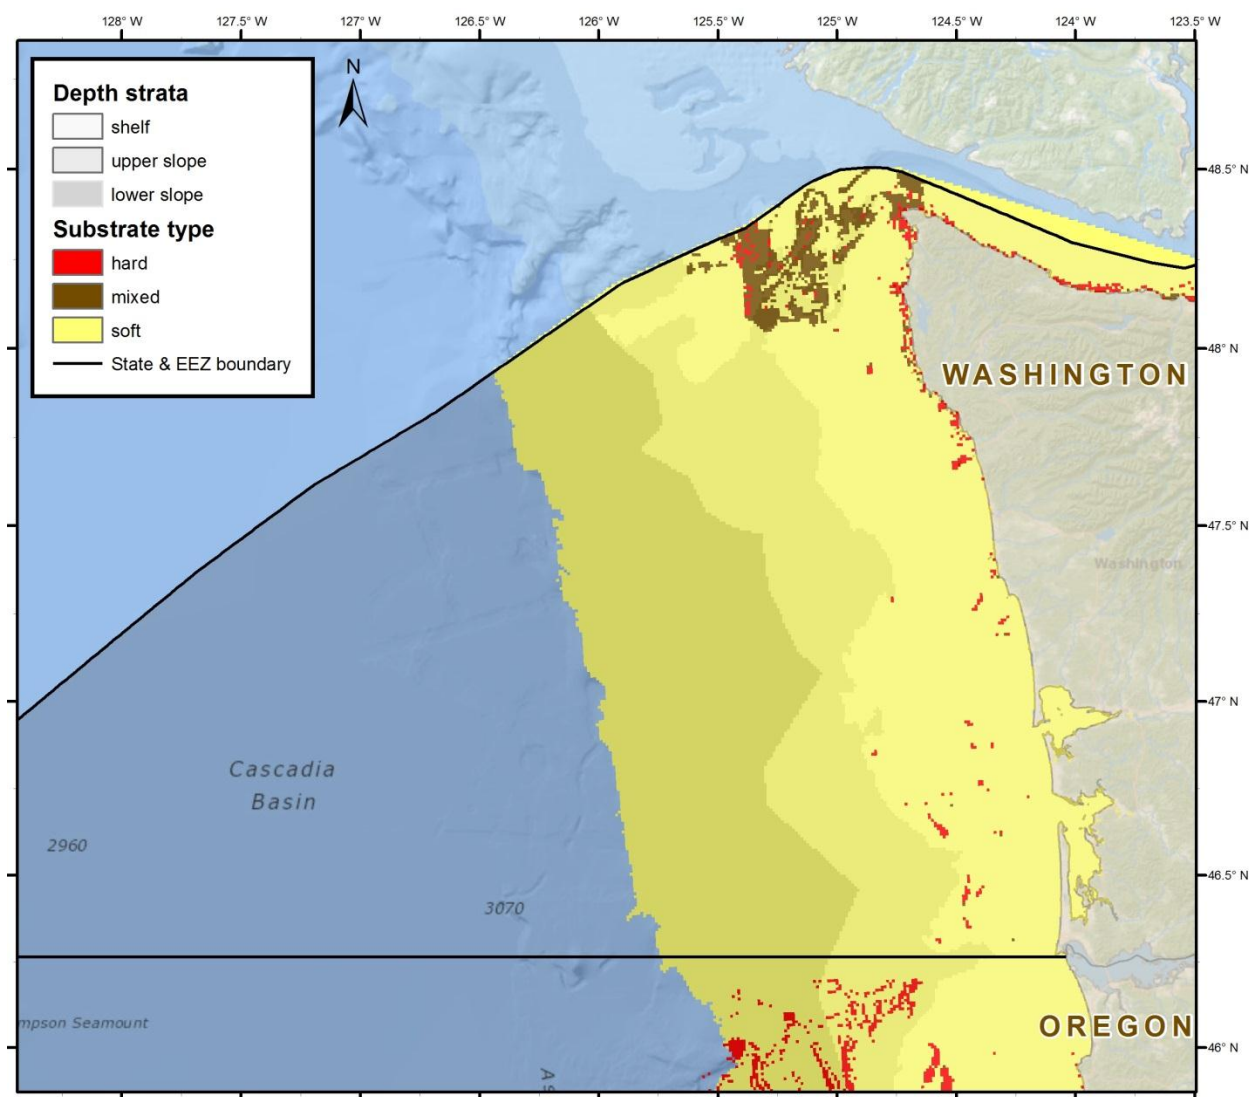 128° W
127.5° W
127° W
126.5° W
126° W
125.5° W
125° W
124.5° W
124° W
123.5° W
N
Depth strata
shelf
upper slope
lower slope
Substrate type
hard
mixed
soft
State & EEZ boundary
48.5° N
48° N
WASHINGTON
47.5° N
Washington
47° N
Cascadia
Basin
2960
46.5° N
3070
mpson Seamount
OREGON
46° N
As